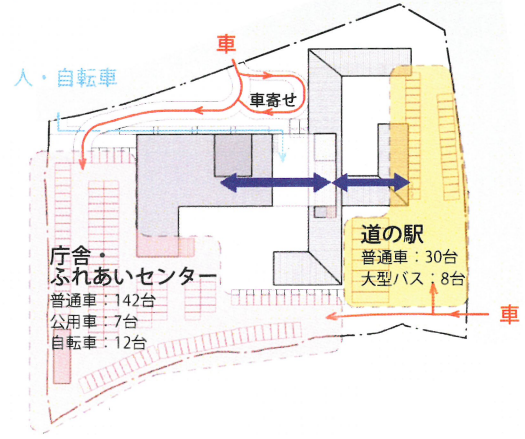 車
人・自転車
車寄せ
道の駅
普通車：30台
大型バス：8台
庁舎・
ふれあいセンター
普通車：142台
公用車：7台
自転車：12台
車